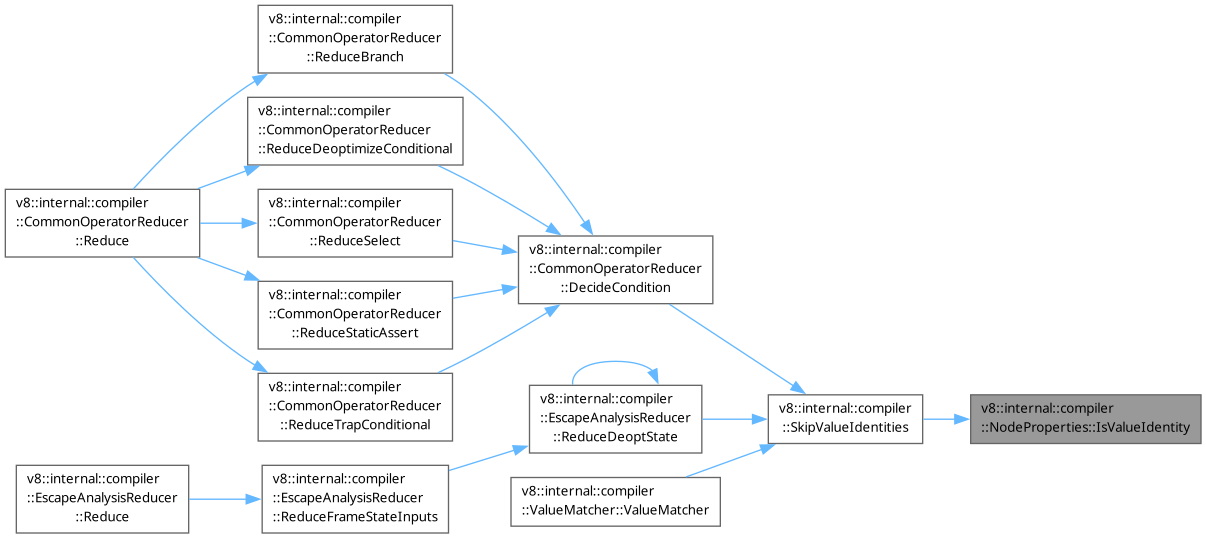 v8::internal::compiler
::CommonOperatorReducer
::ReduceBranch
v8::internal::compiler
::CommonOperatorReducer
::ReduceDeoptimizeConditional
v8::internal::compiler
::CommonOperatorReducer
::Reduce
v8::internal::compiler
::CommonOperatorReducer
::ReduceSelect
v8::internal::compiler
::CommonOperatorReducer
::DecideCondition
v8::internal::compiler
::CommonOperatorReducer
::ReduceStaticAssert
v8::internal::compiler
::CommonOperatorReducer
::ReduceTrapConditional
v8::internal::compiler
::EscapeAnalysisReducer
::ReduceDeoptState
v8::internal::compiler
::SkipValueIdentities
v8::internal::compiler
::NodeProperties::IsValueIdentity
v8::internal::compiler
::EscapeAnalysisReducer
::Reduce
v8::internal::compiler
::EscapeAnalysisReducer
::ReduceFrameStateInputs
v8::internal::compiler
::ValueMatcher::ValueMatcher